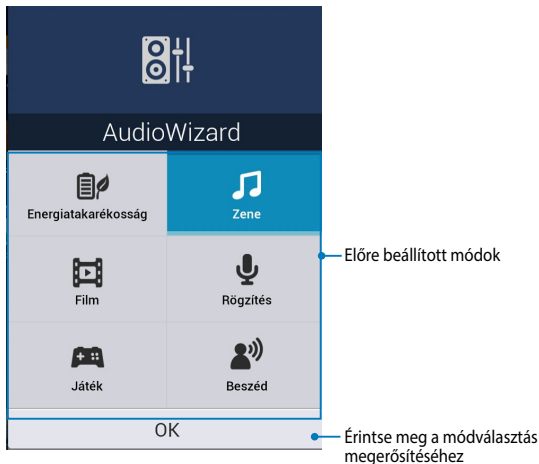 AudioWizard
Energiatakarékosság
Zene
Előre beállított módok
Film
Rögzítés
Játék
Beszéd
OK
Érintse meg a módválasztás
megerősítéséhez